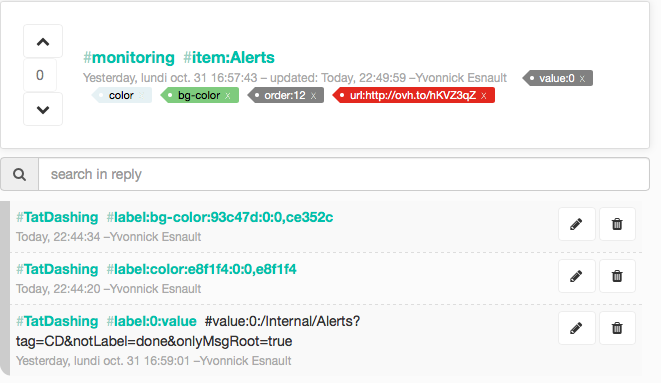 #monitoring #item:Alerts
0
Yesterday, lundi oct. 31 16:57:43 – updated: Today, 22:49:59 –Yvonnick Esnault value:0 x
color bg-color x order:12 x url:http://ovh.to/hKVZ3qZ x
search in reply
#TatDashing #label:bg-color:93c47d:0:0,ce352c
Today, 22:44:34 –Yvonnick Esnault
#TatDashing #label:color:e8f1f4:0:0,e8f1f4
Today, 22:44:20 –Yvonnick Esnault
#TatDashing #label:0:value #value:0:/Internal/Alerts?
tag=CD&notLabel=done&onlyMsgRoot=true
Yesterday, lundi oct. 31 16:59:01 –Yvonnick Esnault